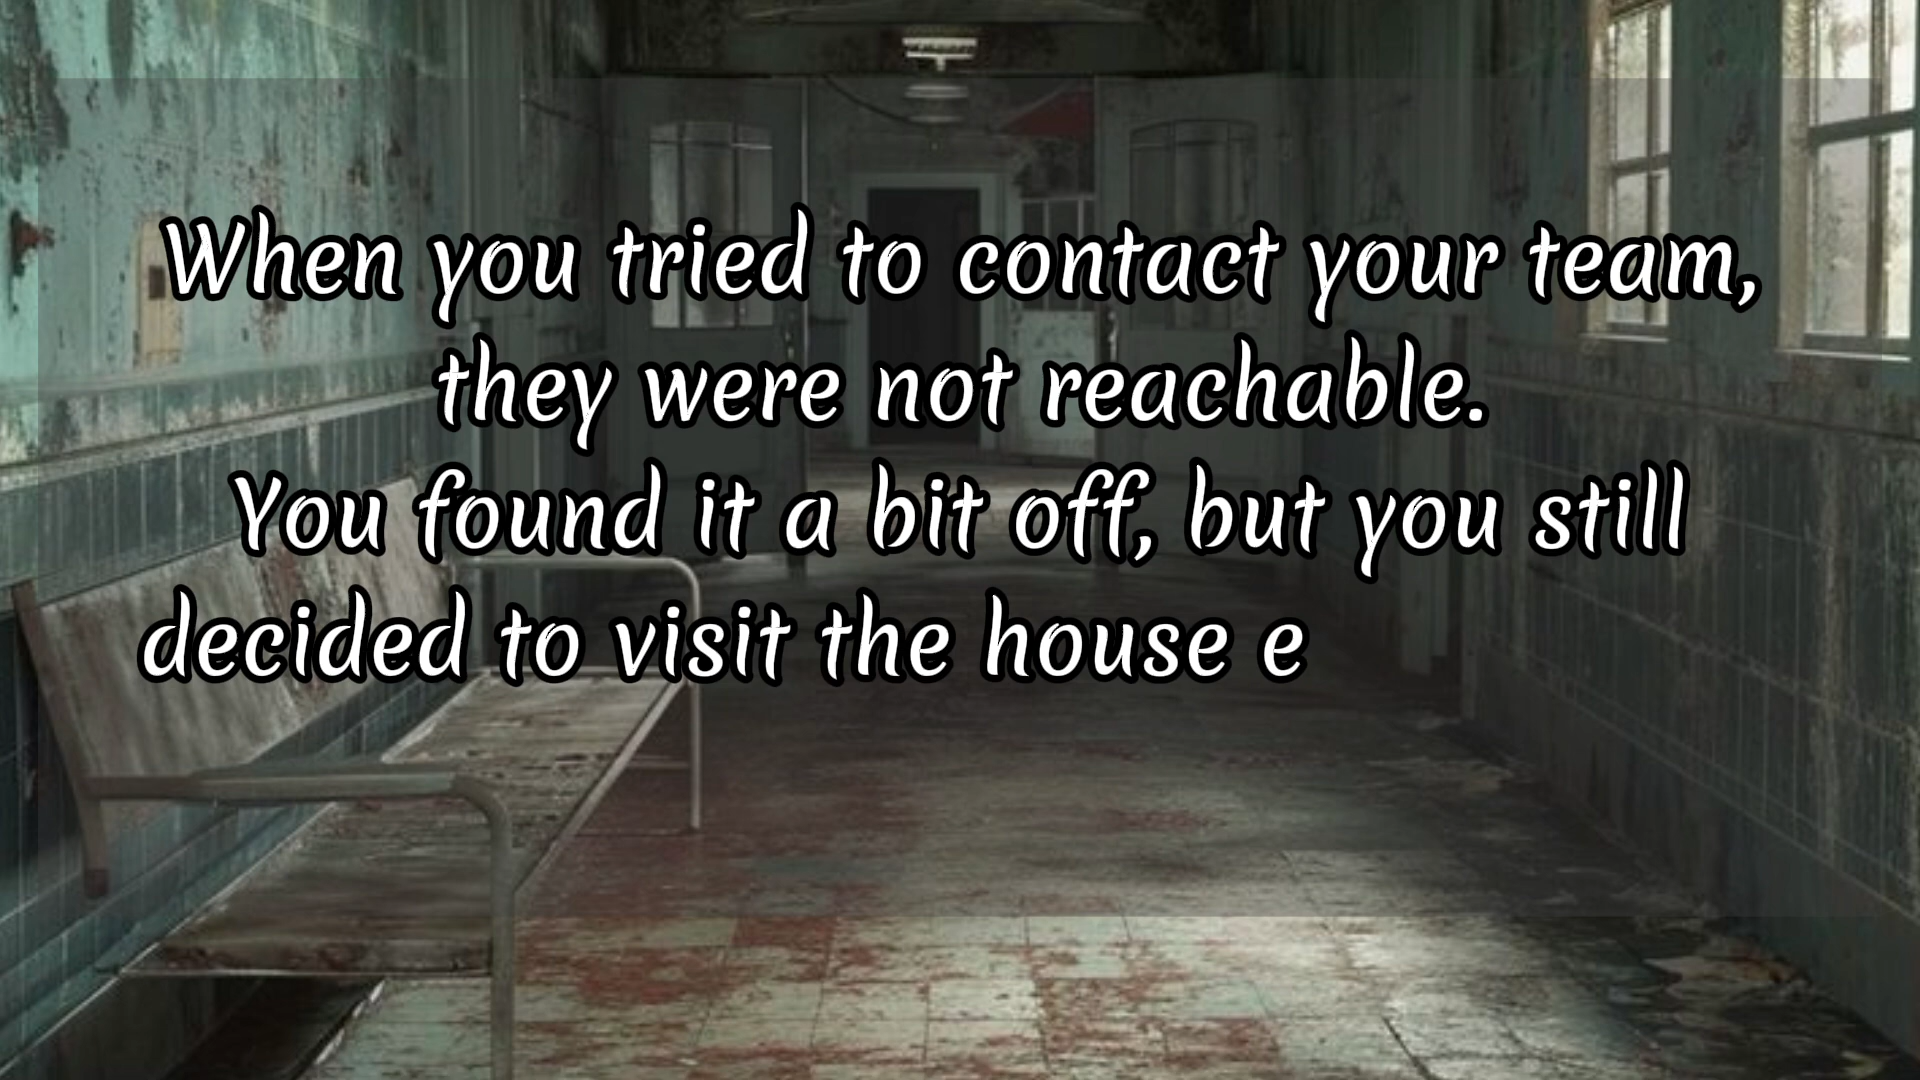 When you tried to contact your team,
they were not reachable.
You found it a bit off, but you still
decided to visit the house e